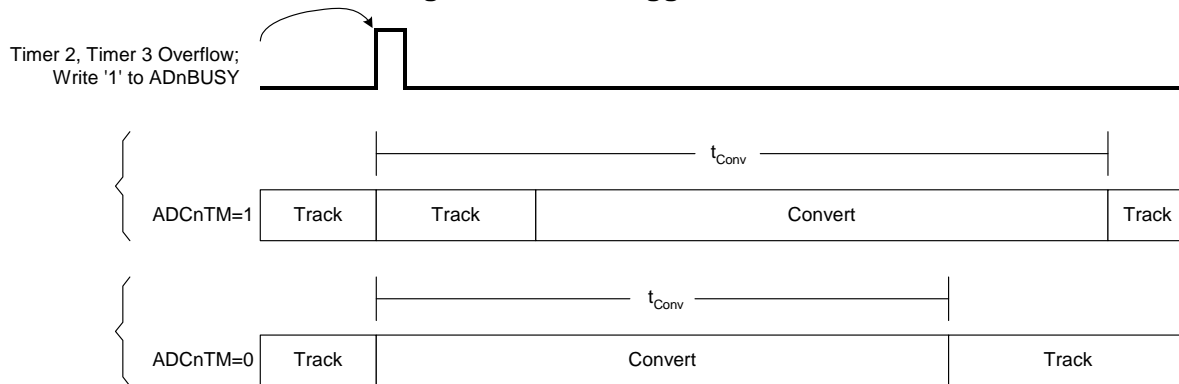 Timer 2, Timer 3 Overflow;
Write '1' to ADnBUSY
tConv
ADCnTM=1 Track Track Convert Track
tConv
ADCnTM=0 Track Convert Track